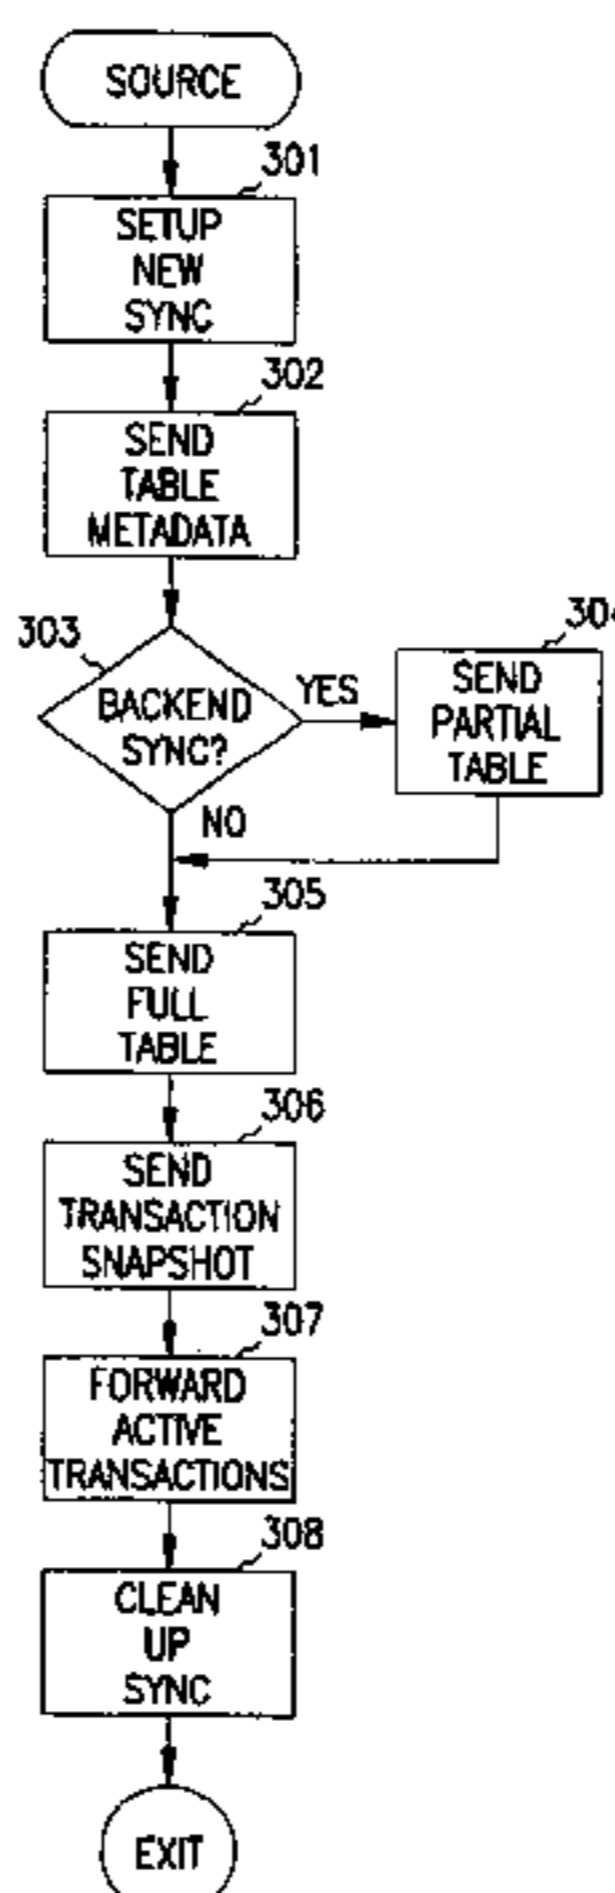 SOURCE
301
SETUP
NEW
SYNC
302
SEND
TABLE
METADATA
303
BACKEND
SYNC?
YES
NO
304
SEND
PARTIAL
TABLE
305
SEND
FULL
TABLE
306
SEND
TRANSACTION
SNAPSHOT
307
FORWARD
ACTIVE
TRANSACTIONS
308
CLEAN
UP
SYNC
EXIT